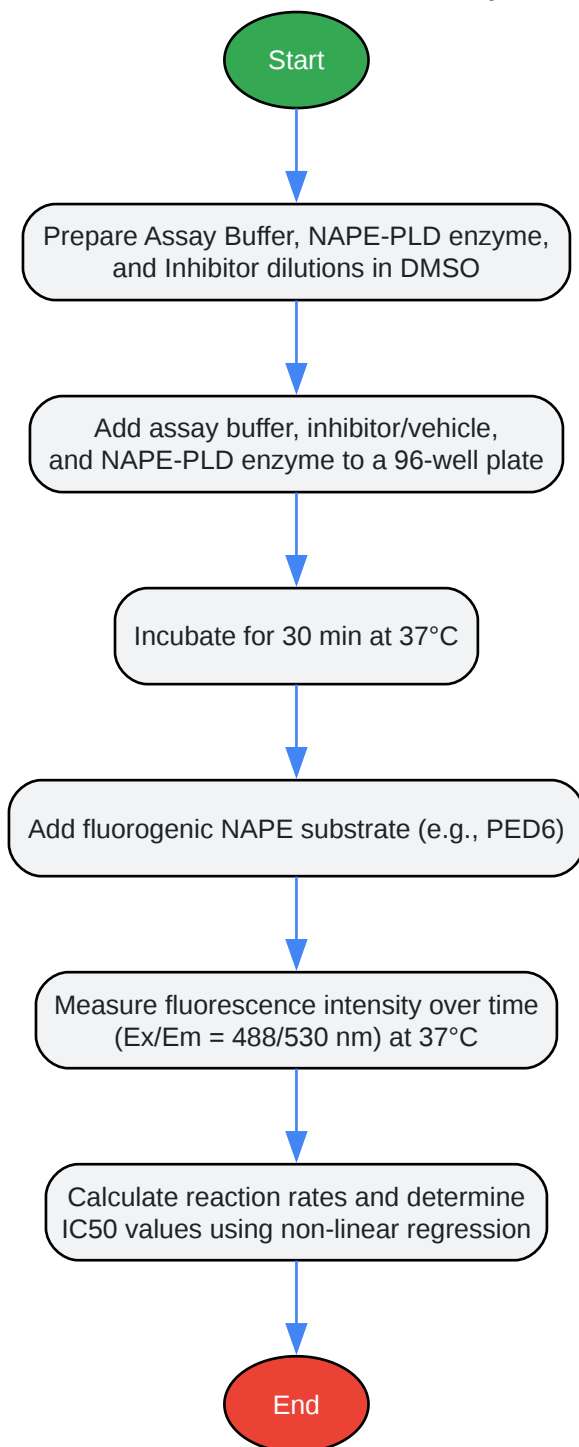 Start
Prepare Assay Buffer, NAPE-PLD enzyme,
and Inhibitor dilutions in DMSO
Add assay buffer, inhibitor/vehicle,
and NAPE-PLD enzyme to a 96-well plate
Incubate for 30 min at 37°C
Add fluorogenic NAPE substrate (e.g., PED6)
Measure fluorescence intensity over time
(Ex/Em = 488/530 nm) at 37°C
Calculate reaction rates and determine
IC50 values using non-linear regression
End